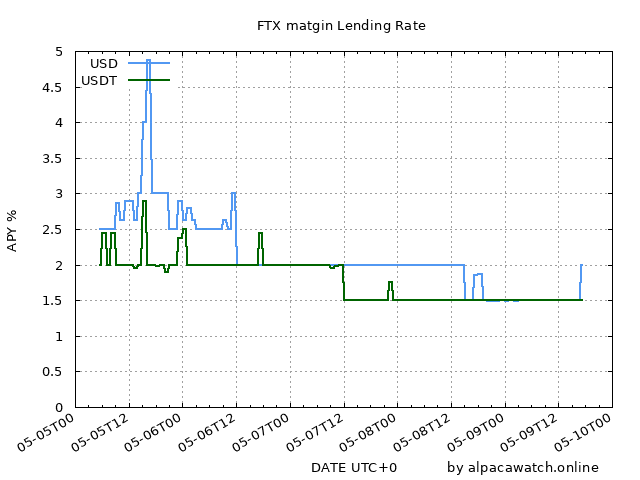 FTX matgin Lending Rate
USD
USDT
5
4.5
4
3.5
3
2.5
2
1.5
1
0.5
0
APY %
05-05T00
05-05T12
05-06T00
05-06T12
05-07T00
05-07T12
05-08T00
05-08T12
05-09T00
05-09T12
05-10T00
DATE UTC+0
by alpacawatch.online